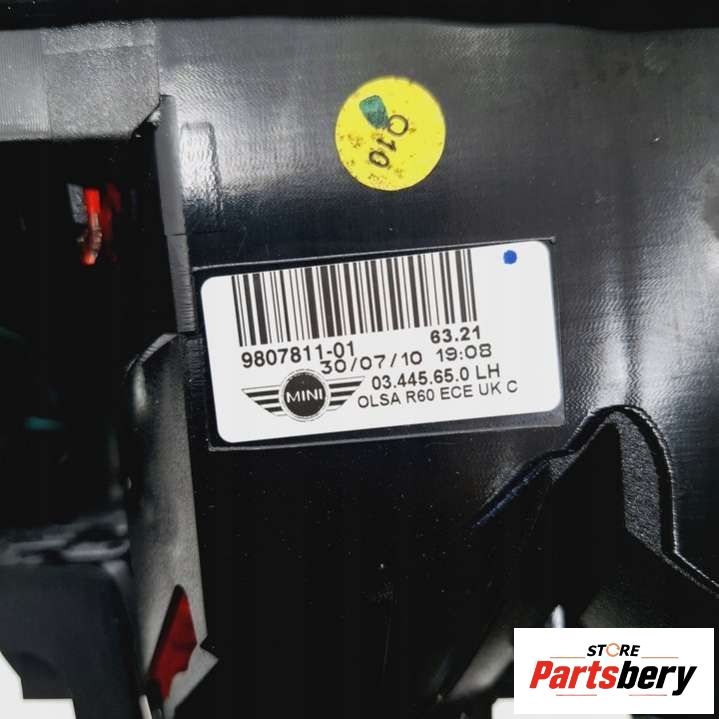 010
9807811-01
63.21
30/07/10 19:08
MINI
03.445.65.0 LH
OLSA R60 ECE UK C
STORE
Partsbery